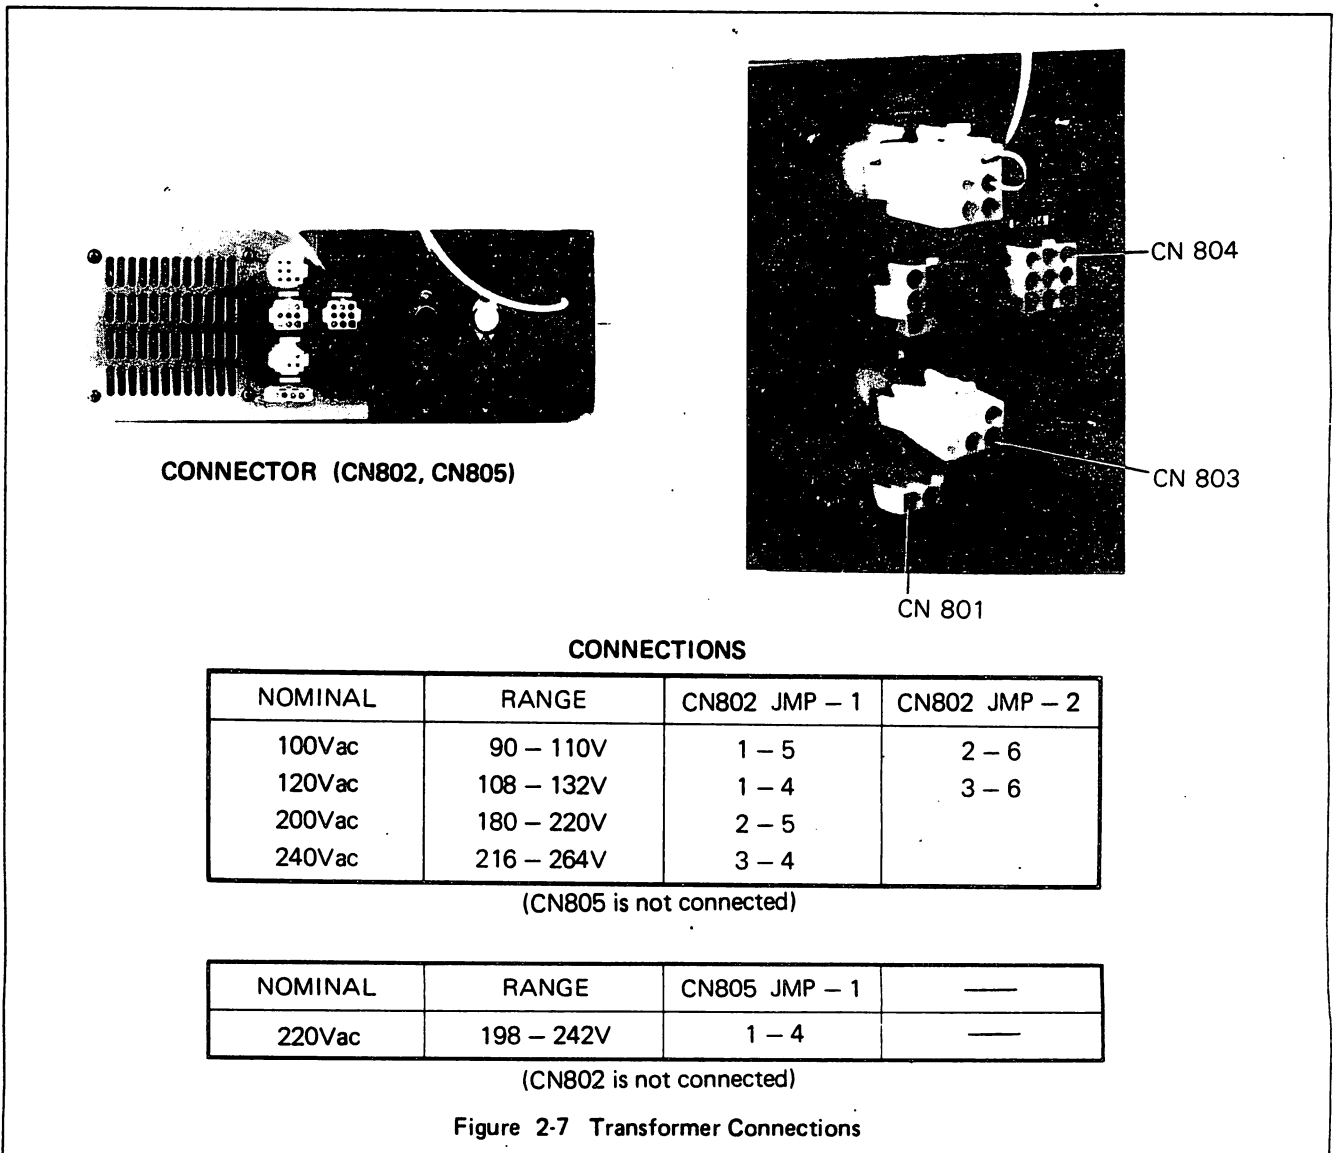 CN 804
CONNECTOR (CN802, CN805)
CN 803
CN 801
CONNECTIONS
NOMINAL RANGE CN802 JMP – 1 CN802 JMP – 2
100Vac 90 – 110V 1 – 5 2 – 6
120Vac 108 – 132V 1 – 4 3 – 6
200Vac 180 – 220V 2 – 5
240Vac 216 – 264V 3 – 4
(CN805 is not connected)
NOMINAL RANGE CN805 JMP – 1 —
220Vac 198 – 242V 1 – 4 —
(CN802 is not connected)
Figure 2-7 Transformer Connections